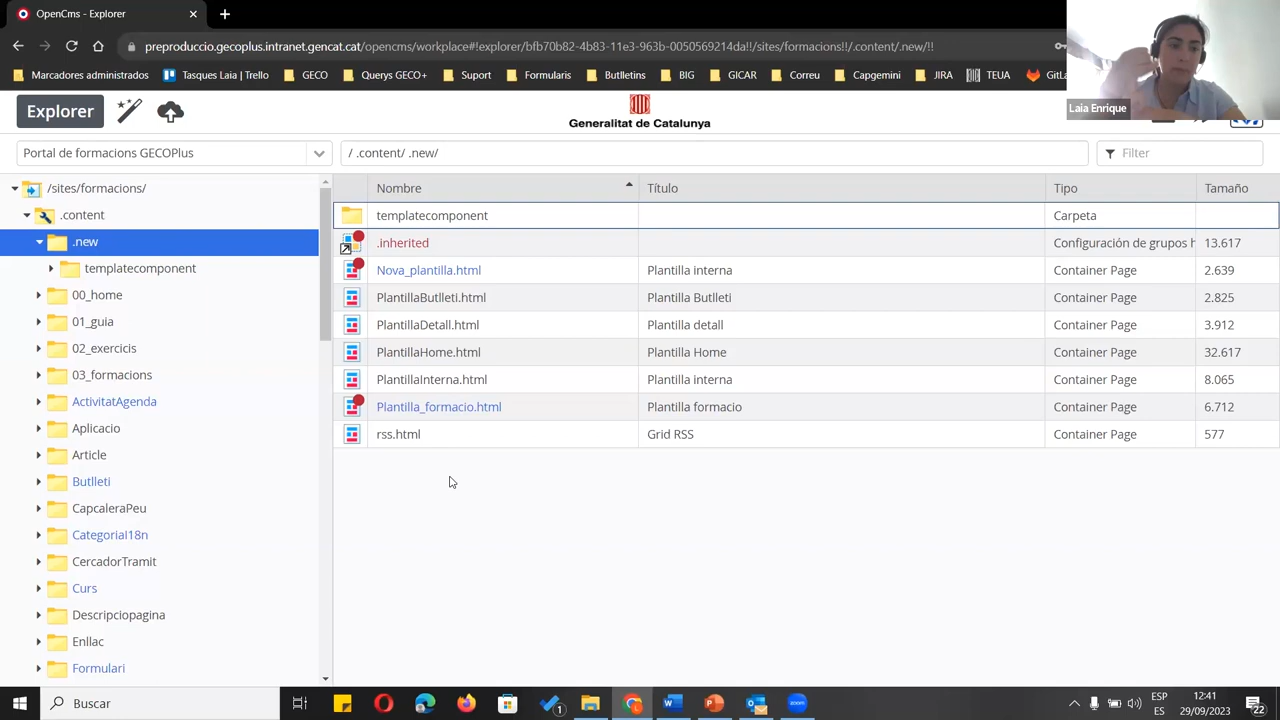 OpenCms - Explorer
preproduccio.gecoplus.intranet.gencat.cat/opencms/workplace#!explorer/bfb70b82-4b83-11e3-963b-0050569214da!!/sites/formacions!!/.content/.new/!!
Marcadores administrados Tasques Laia | Trello GECO Querys GECO+ Suport Formularis Butlletins BIG GICAR Correu Capgemini JIRA TEUA
Laia Enrique
Explorer
Generalitat de Catalunya
Portal de formacions GECOPlus / .content/ .new/ Filter
/sites/formacions/
.content
.new
templatecomponent
00_home
01_guia
02_exercicis
03_formacions
ActivitatAgenda
Aplicacio
Article
Butlleti
CapcaleraPeu
CategoriaI18n
CercadorTramit
Curs
Descripciopagina
Enllac
Formulari
Nombre Título Tipo Tamaño
templatecomponent Carpeta
.inherited Configuración de grupos h 13.617
Nova_plantilla.html Plantilla interna Container Page 2.639
PlantillaButlleti.html Plantilla Butlleti Container Page 2.825
PlantillaDetall.html Plantilla detall Container Page 3.912
PlantillaHome.html Plantilla Home Container Page 32.617
PlantillaInterna.html Plantilla interna Container Page 8.065
Plantilla_formacio.html Plantilla formacio Container Page 6.712
rss.html Grid RSS Container Page 577
Buscar
1
ESP
ES
12:41
29/09/2023
22